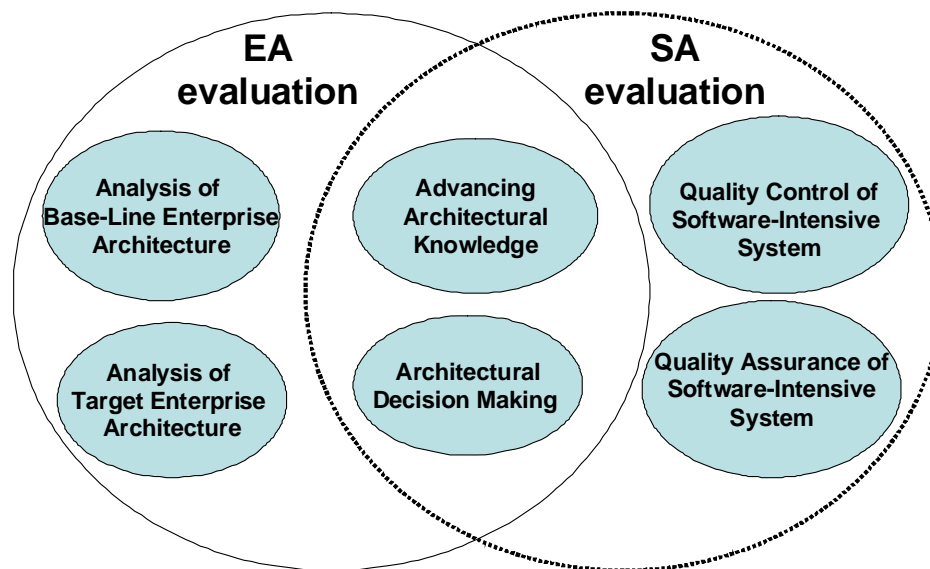 EA
evaluation
SA
evaluation
Analysis of
Base-Line Enterprise
Architecture
Advancing
Architectural
Knowledge
Quality Control of
Software-Intensive
System
Analysis of
Target Enterprise
Architecture
Architectural
Decision Making
Quality Assurance of
Software-Intensive
System